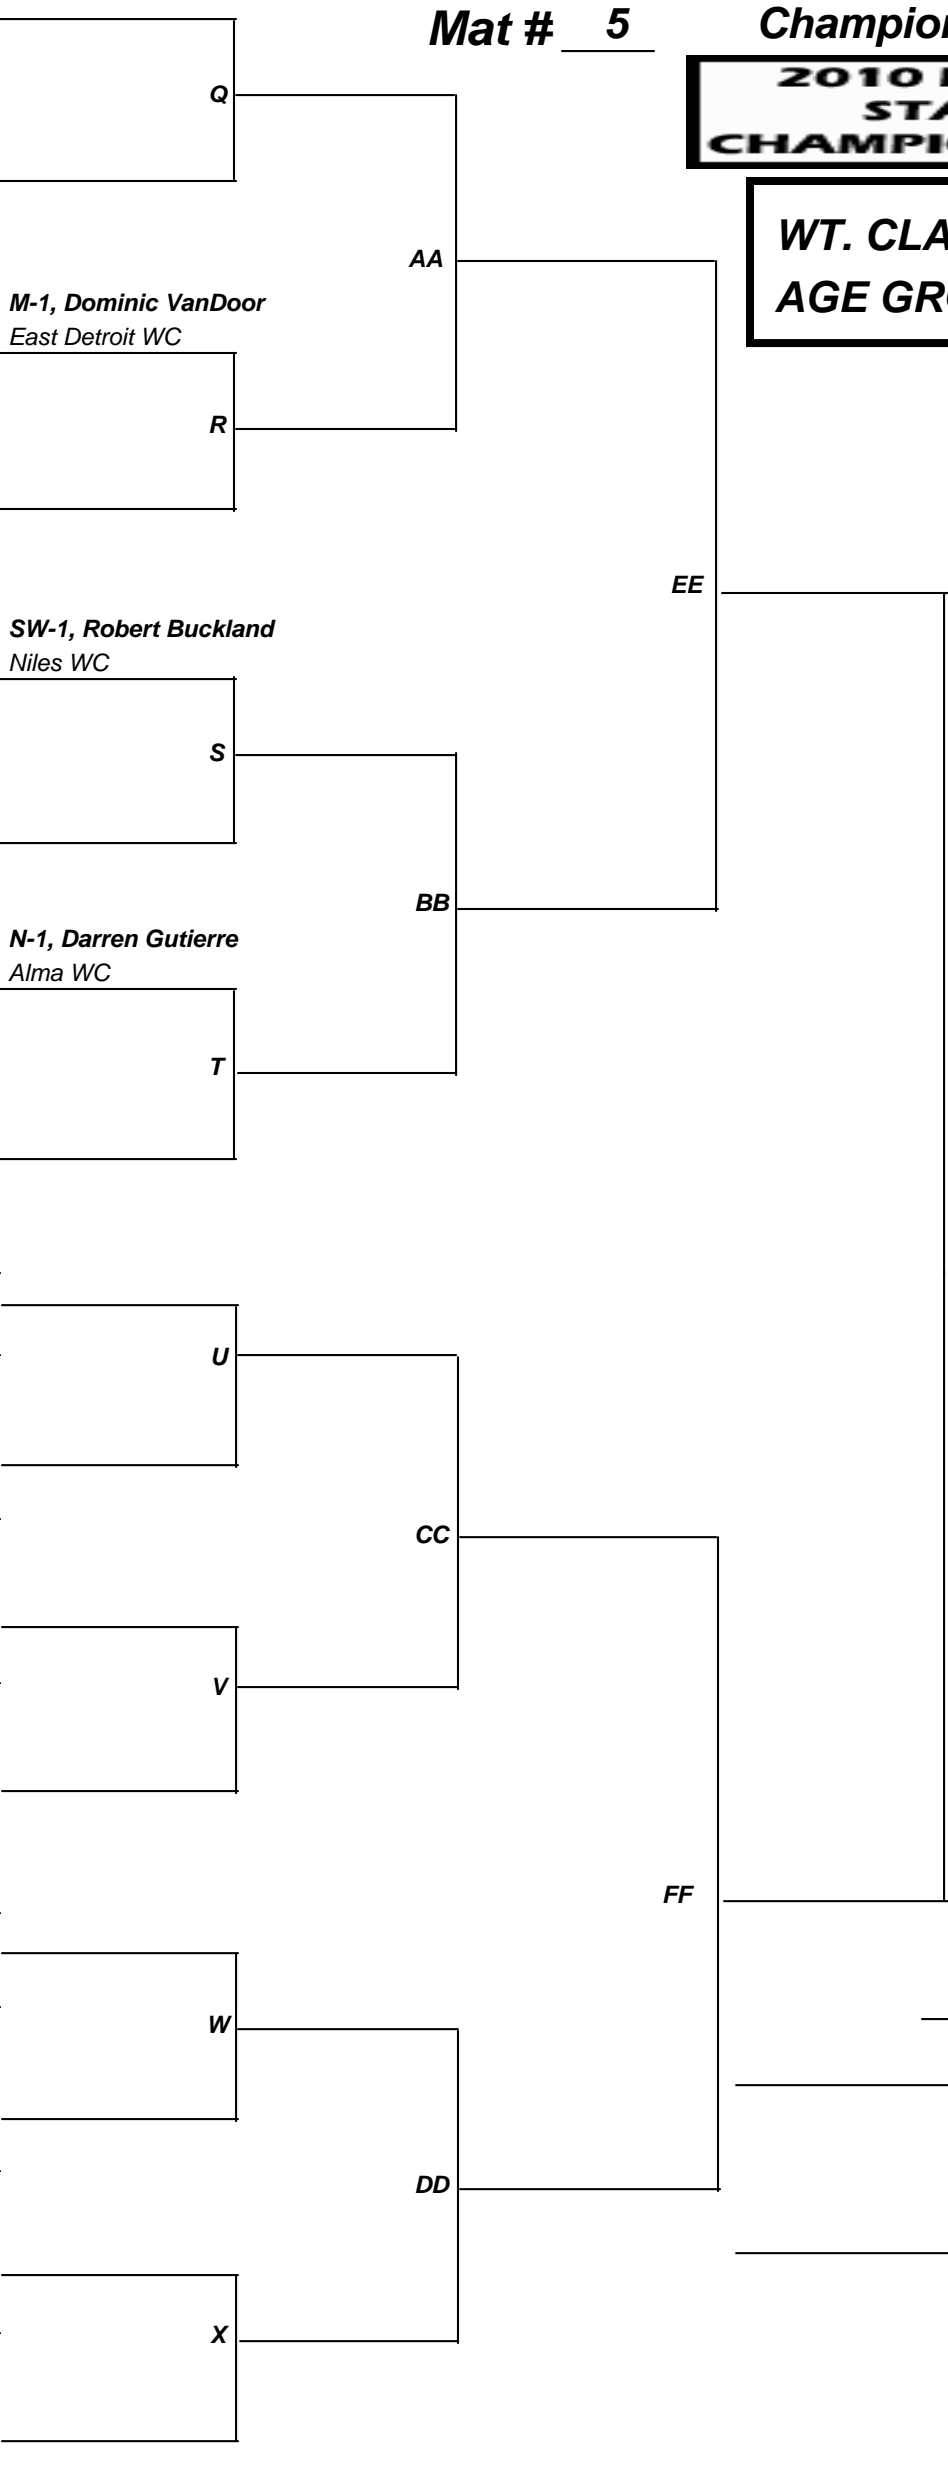 Mat # 5 Champion
2010
STA
CHAMPI
Q
WT. CLA
AA
AGE GR
M-1, Dominic VanDoor
East Detroit WC
R
EE
SW-1, Robert Buckland
Niles WC
S
BB
N-1, Darren Gutierre
Alma WC
T
U
CC
V
FF
W
DD
X